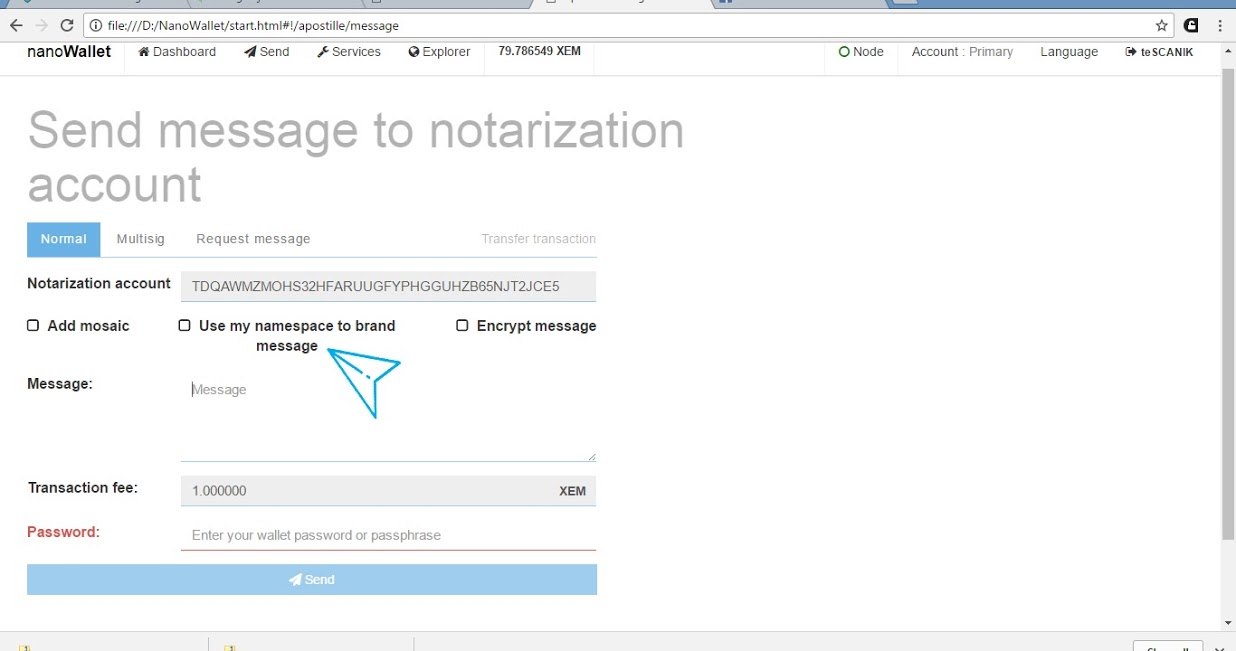 file:///D:/NanoWallet/start.html#!/apostille/message
nanoWallet Dashboard Send Services Explorer 79.786549 XEM Node Account : Primary Language teSCANIK
Send message to notarization
account
Normal Multisig Request message Transfer transaction
Notarization account TDQAWMZMOHS32HFARUUGFYPHGGUHZB65NJT2JCE5
Add mosaic Use my namespace to brand Encrypt message
message
Message: Message
Transaction fee: 1.000000 XEM
Password: Enter your wallet password or passphrase
Send